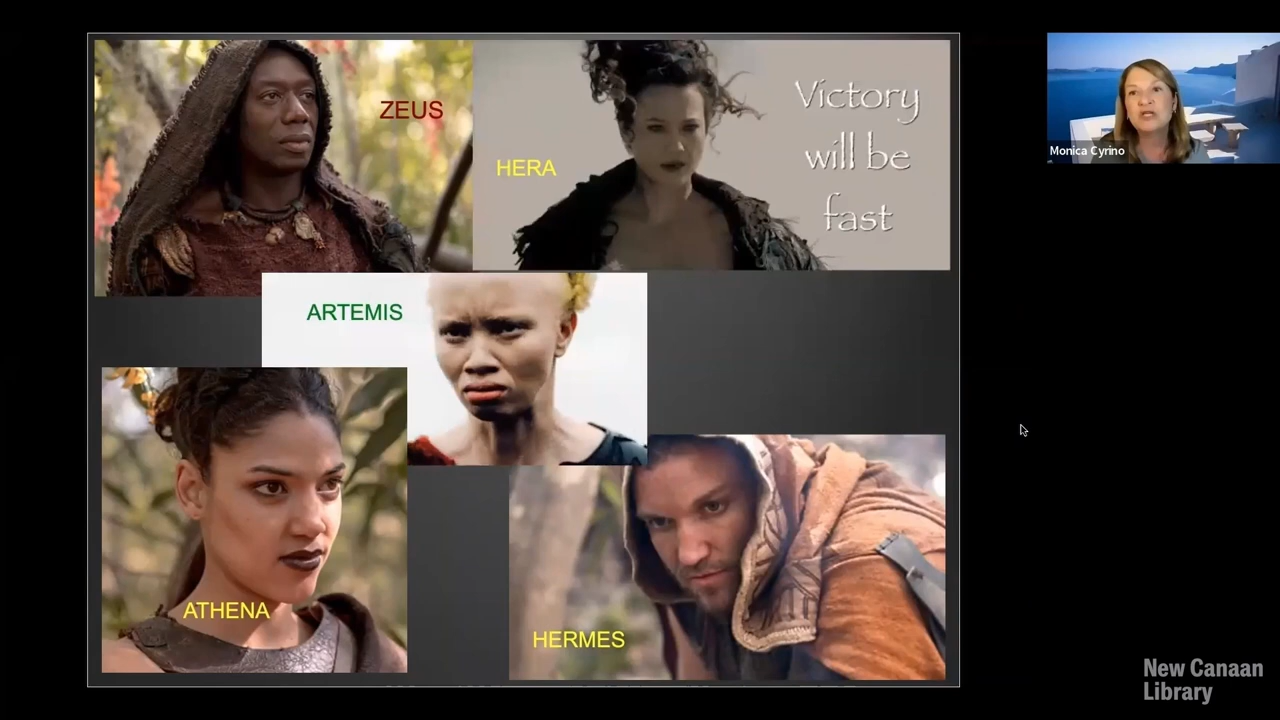 ZEUS
HERA
Victory
will be
fast
Monica Cyrino
ARTEMIS
ATHENA
HERMES
New Canaan
Library